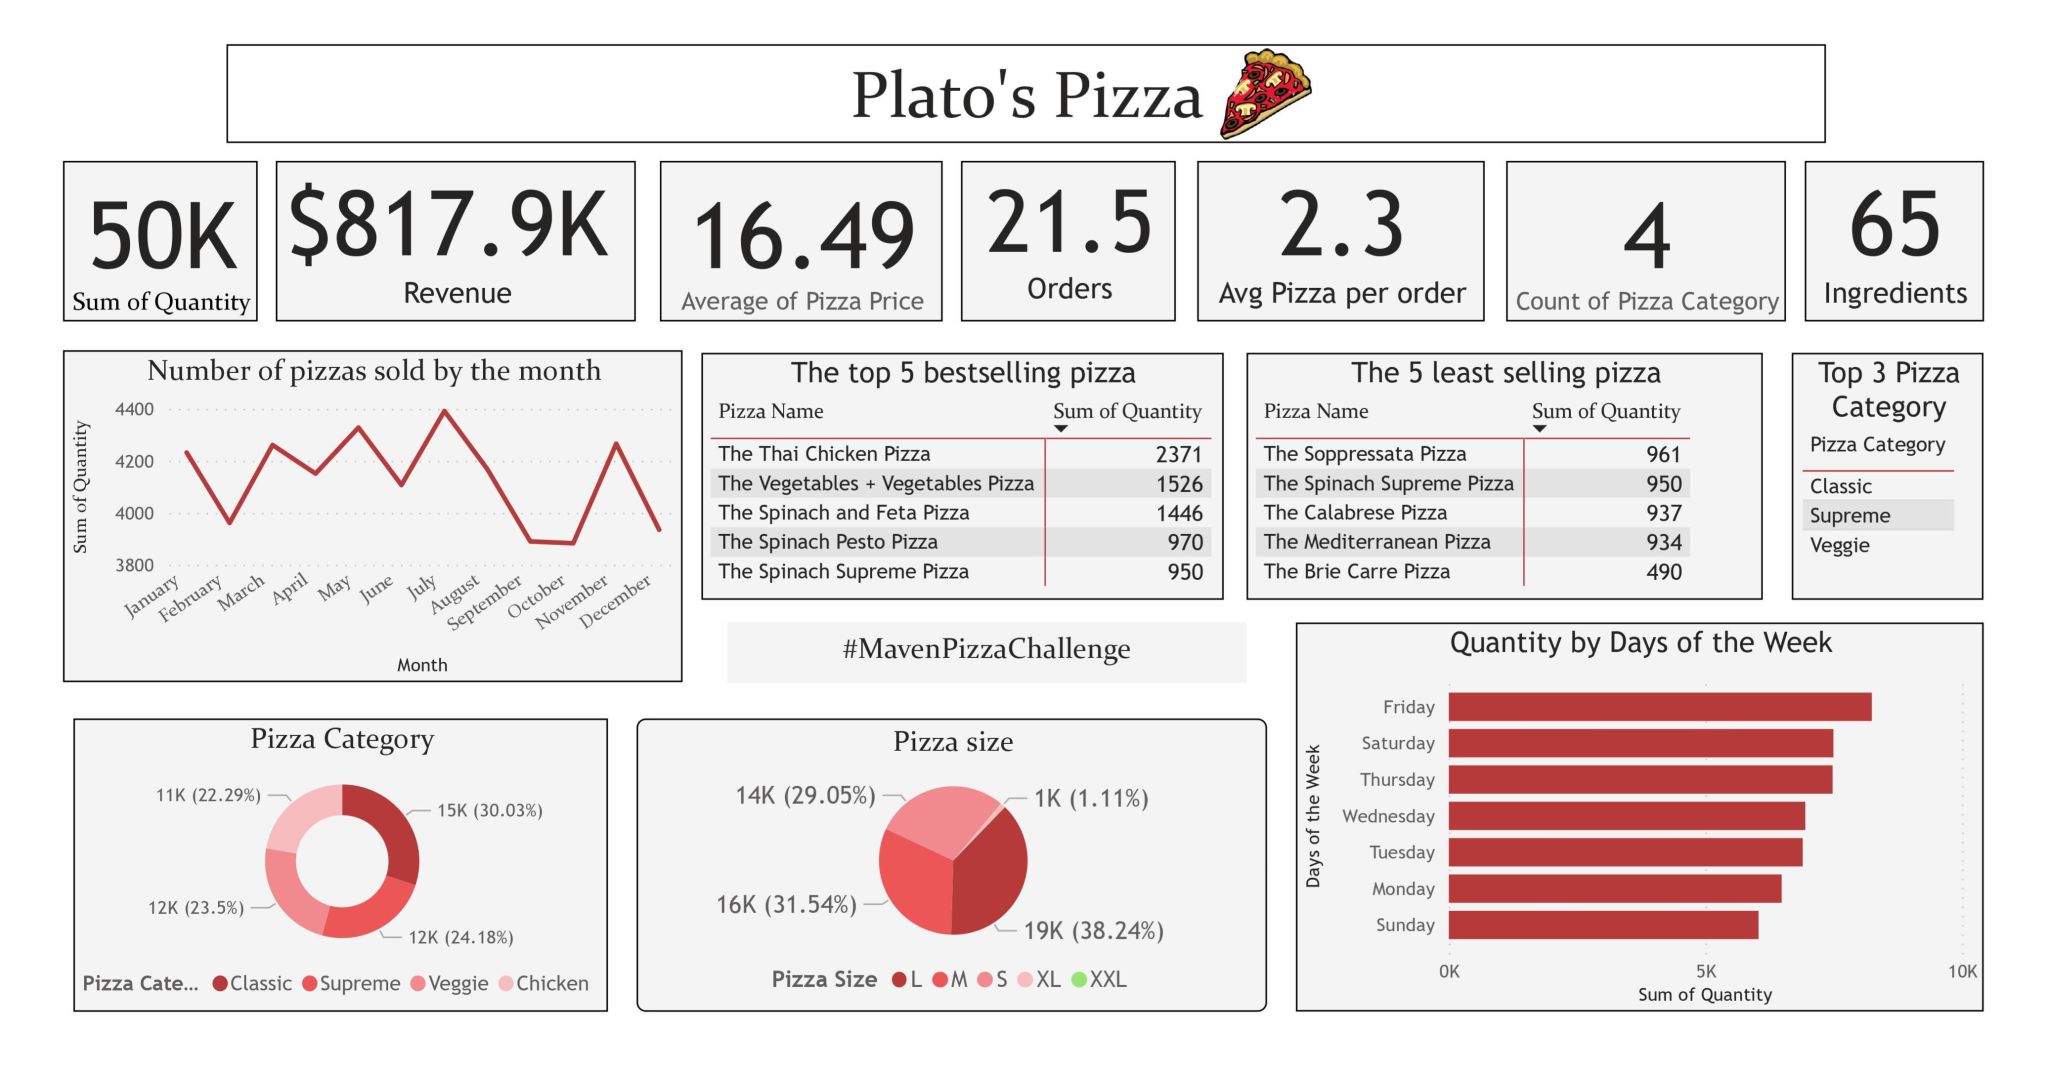 Plato's Pizza
50K
Sum of Quantity
$817.9K
Revenue
16.49
Average of Pizza Price
21.5
Orders
2.3
Avg Pizza per order
4
Count of Pizza Category
65
Ingredients
Number of pizzas sold by the month
Sum of Quantity
4400
4200
4000
3800
January February March April May June July August September October November December
Month
The top 5 bestselling pizza
Pizza Name Sum of Quantity
The Thai Chicken Pizza 2371
The Vegetables + Vegetables Pizza 1526
The Spinach and Feta Pizza 1446
The Spinach Pesto Pizza 970
The Spinach Supreme Pizza 950
The 5 least selling pizza
Pizza Name Sum of Quantity
The Soppressata Pizza 961
The Spinach Supreme Pizza 950
The Calabrese Pizza 937
The Mediterranean Pizza 934
The Brie Carre Pizza 490
Top 3 Pizza
Category
Pizza Category
Classic
Supreme
Veggie
#MavenPizzaChallenge
Pizza Category
11K (22.29%)
15K (30.03%)
12K (23.5%)
12K (24.18%)
Pizza Cate... Classic Supreme Veggie Chicken
Pizza size
14K (29.05%)
1K (1.11%)
16K (31.54%)
19K (38.24%)
Pizza Size L M S XL XXL
Quantity by Days of the Week
Days of the Week
Friday
Saturday
Thursday
Wednesday
Tuesday
Monday
Sunday
0K 5K 10K
Sum of Quantity